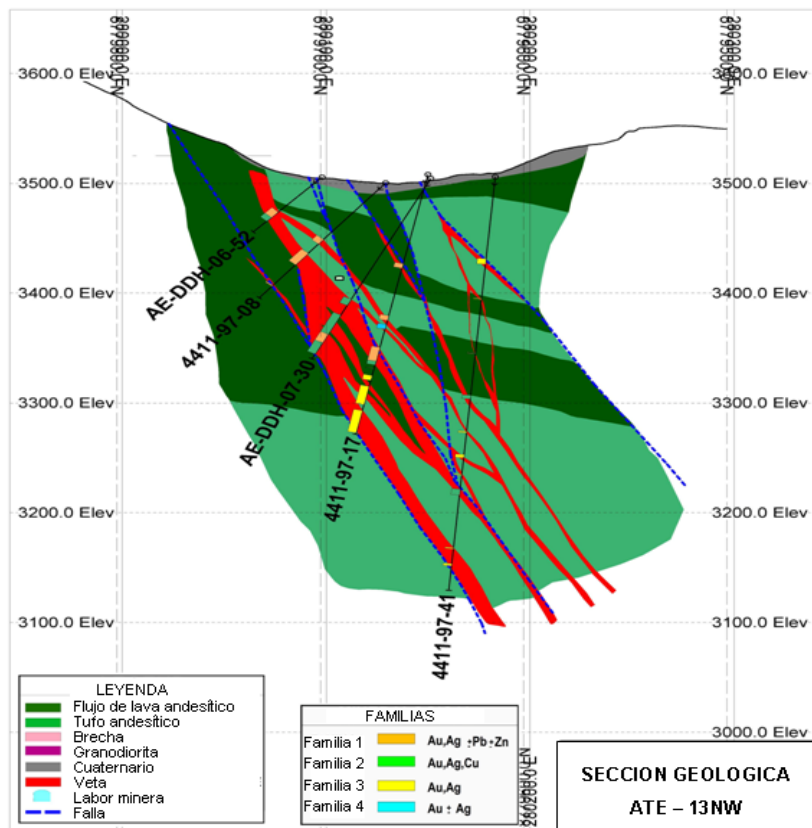 3600.0 Elev
3500.0 Elev
3400.0 Elev
3300.0 Elev
3200.0 Elev
3100.0 Elev
3500.0 Elev
3400.0 Elev
3300.0 Elev
3200.0 Elev
3100.0 Elev
3000.0 Elev
AE-DDH-06-52
4411-97-08
AE-DDH-07-30
4411-97-17
4411-97-41
LEYENDA
Flujo de lava andesítico
Tufo andesítico
Brecha
Granodiorita
Cuaternario
Veta
Labor minera
Falla
FAMILIAS
Familia 1 Au,Ag ±Pb±Zn
Familia 2 Au,Ag,Cu
Familia 3 Au,Ag
Familia 4 Au ± Ag
SECCION GEOLOGICA
ATE – 13NW